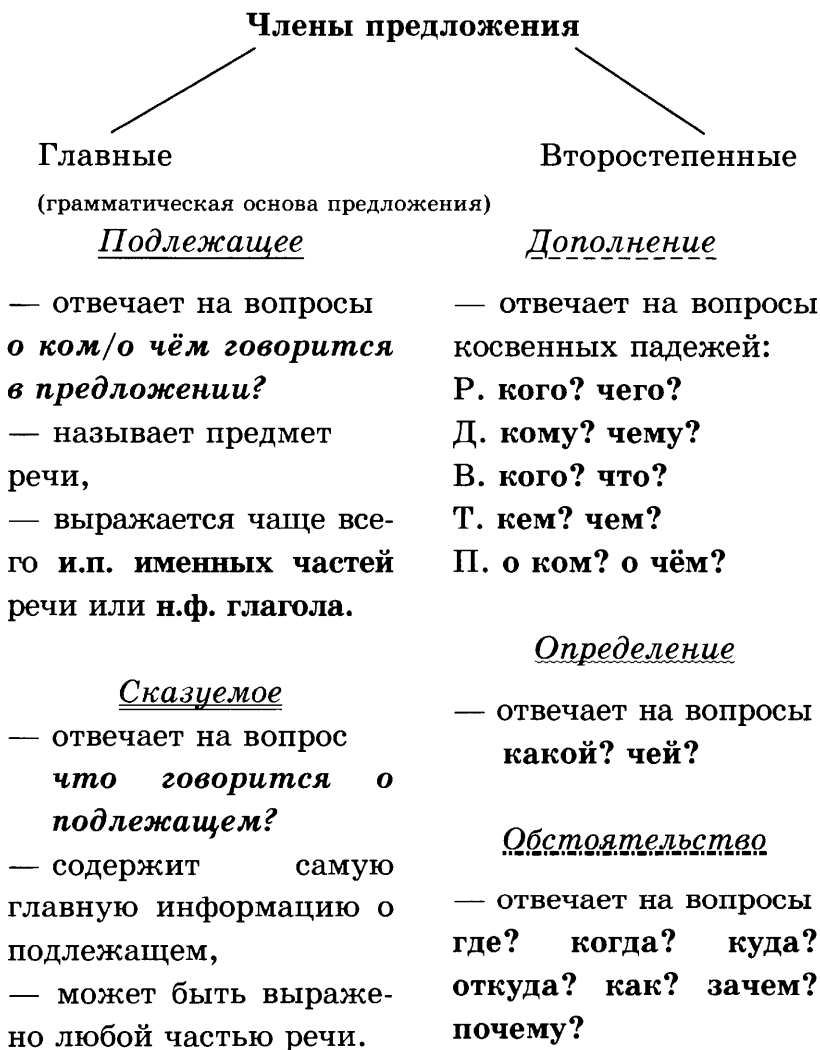 Члены предложения
Главные
(грамматическая основа предложения)
Подлежащее
— отвечает на вопросы
о ком/о чём говорится
в предложении?
— называет предмет
речи,
— выражается чаще все-
го и.п. именных частей
речи или н.ф. глагола.
Сказуемое
— отвечает на вопрос
что говорится о
подлежащем?
— содержит самую
главную информацию о
подлежащем,
— может быть выраже-
но любой частью речи.
Второстепенные
Дополнение
— отвечает на вопросы
косвенных падежей:
Р. кого? чего?
Д. кому? чему?
В. кого? что?
Т. кем? чем?
П. о ком? о чём?
Определение
— отвечает на вопросы
какой? чей?
Обстоятельство
— отвечает на вопросы
где? когда? куда?
откуда? как? зачем?
почему?